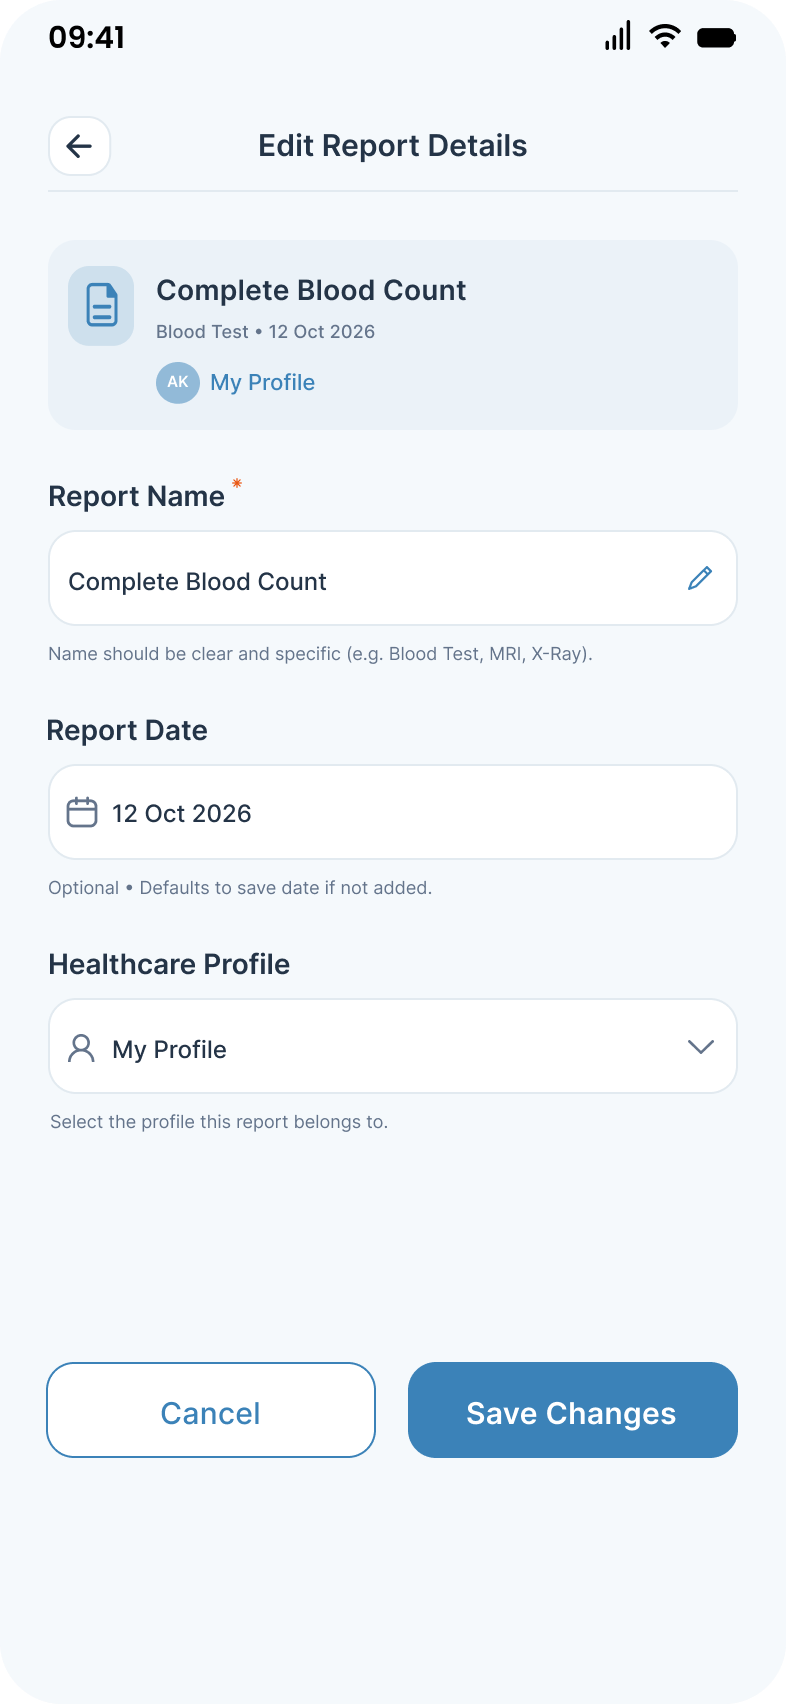 09:41
Edit Report Details
Complete Blood Count
Blood Test • 12 Oct 2026
AK My Profile
Report Name *
Complete Blood Count
Name should be clear and specific (e.g. Blood Test, MRI, X-Ray).
Report Date
12 Oct 2026
Optional • Defaults to save date if not added.
Healthcare Profile
My Profile
Select the profile this report belongs to.
Cancel Save Changes